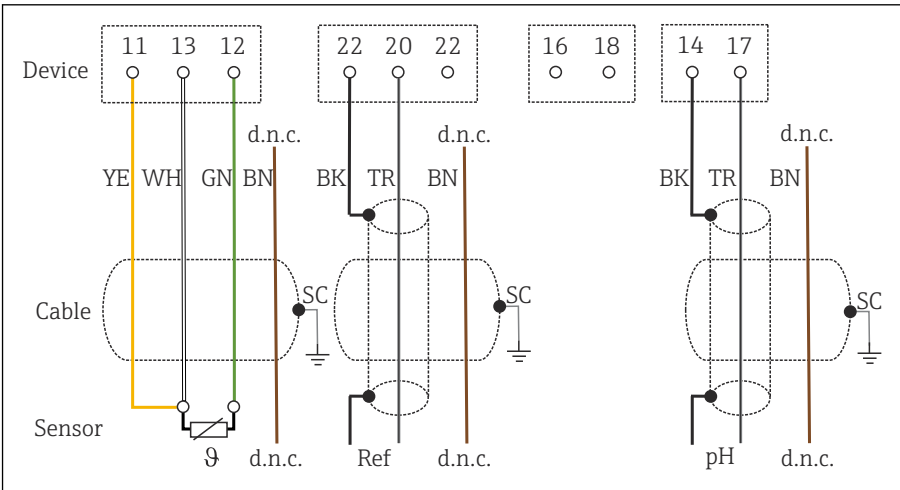 11 13 12 22 20 22 16 18 14 17
Device
d.n.c. d.n.c. d.n.c.
YE WH GN BN BK TR BN BK TR BN
SC SC SC
Cable
Sensor
ϑ d.n.c. Ref d.n.c. pH d.n.c.